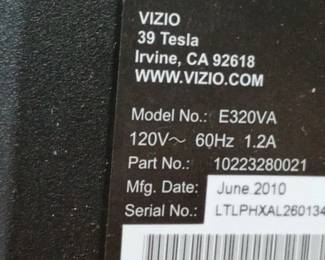 VIZIO
39 Tesla
Irvine, CA 92618
WWW.VIZIO.COM
Model No.: E320VA
120V～ 60Hz 1.2A
Part No.: 10223280021
Mfg. Date: June 2010
Serial No.: LTLPHXAL260134